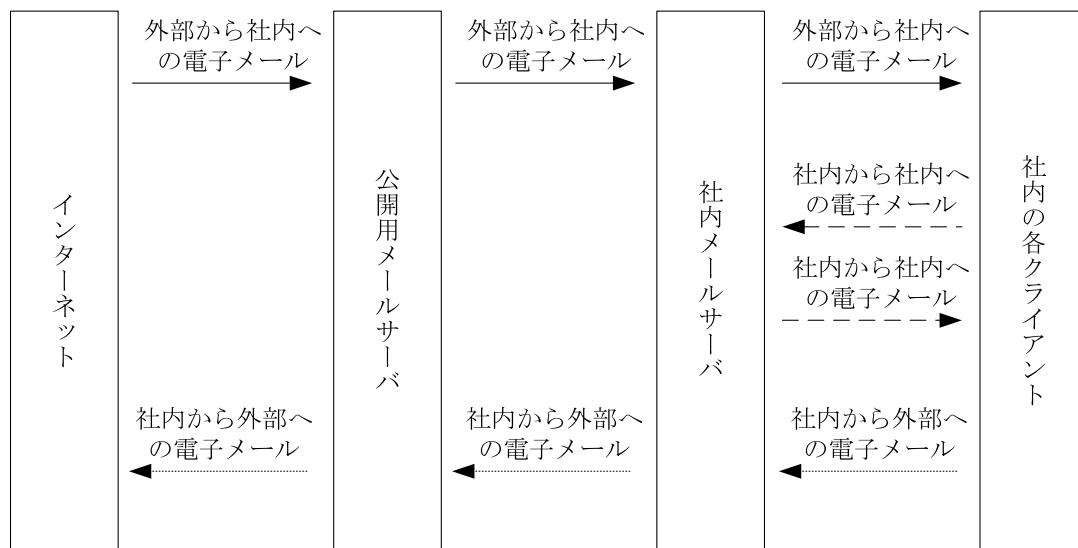 外部から社内へ
の電子メール
外部から社内へ
の電子メール
外部から社内へ
の電子メール
インターネット
公開用メールサーバ
社内メールサーバ
社内の各クライアント
社内から社内へ
の電子メール
社内から社内へ
の電子メール
社内から外部へ
の電子メール
社内から外部へ
の電子メール
社内から外部へ
の電子メール